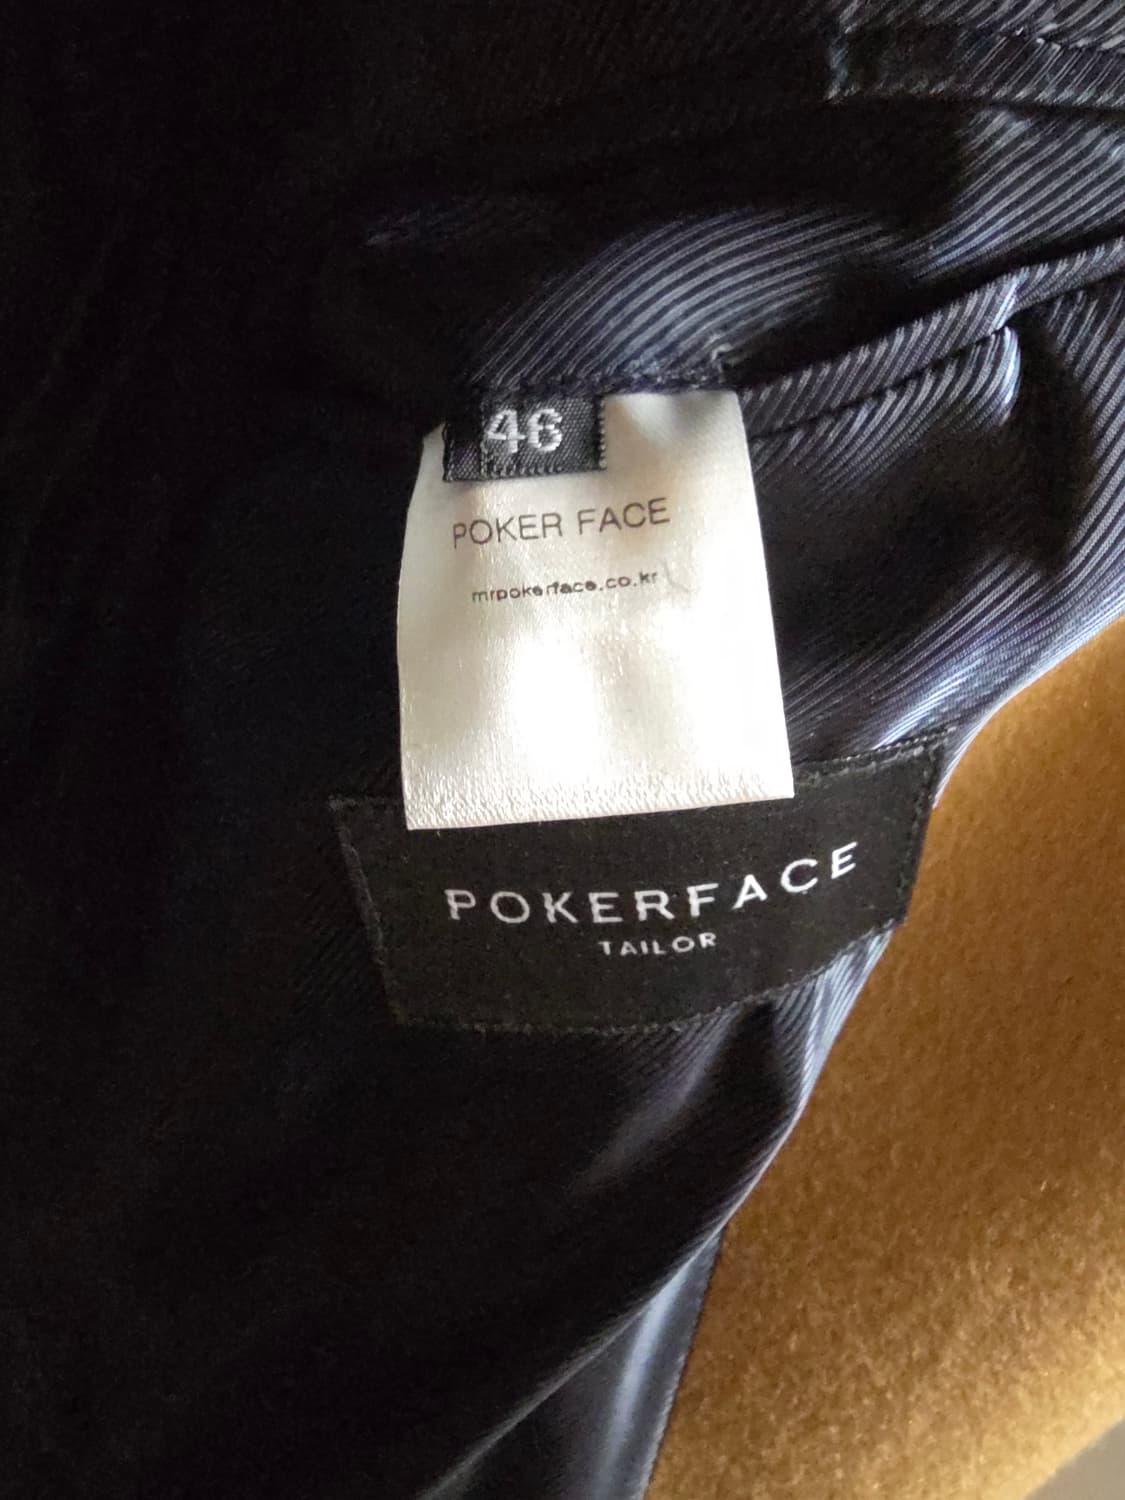 46
POKER FACE
mrpokerface.co.kr
POKERFACE
TAILOR